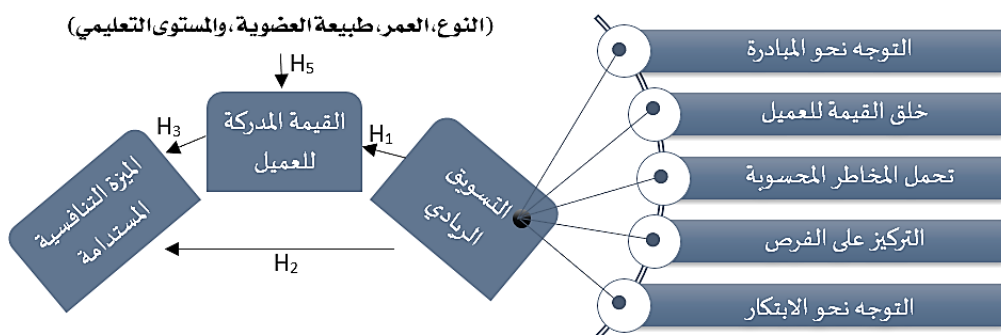 (النوع، العمر، طبيعة العضوية، والمستوى التعليمي)
H₅
التوجه نحو المبادرة
خلق القيمة للعميل
تحمل المخاطر المحسوبة
التركيز على الفرص
التوجه نحو الابتكار
التسويق
الريادي
H₁
القيمة المدركة
للعميل
H₃
H₂
الميزة التنافسية
المستدامة